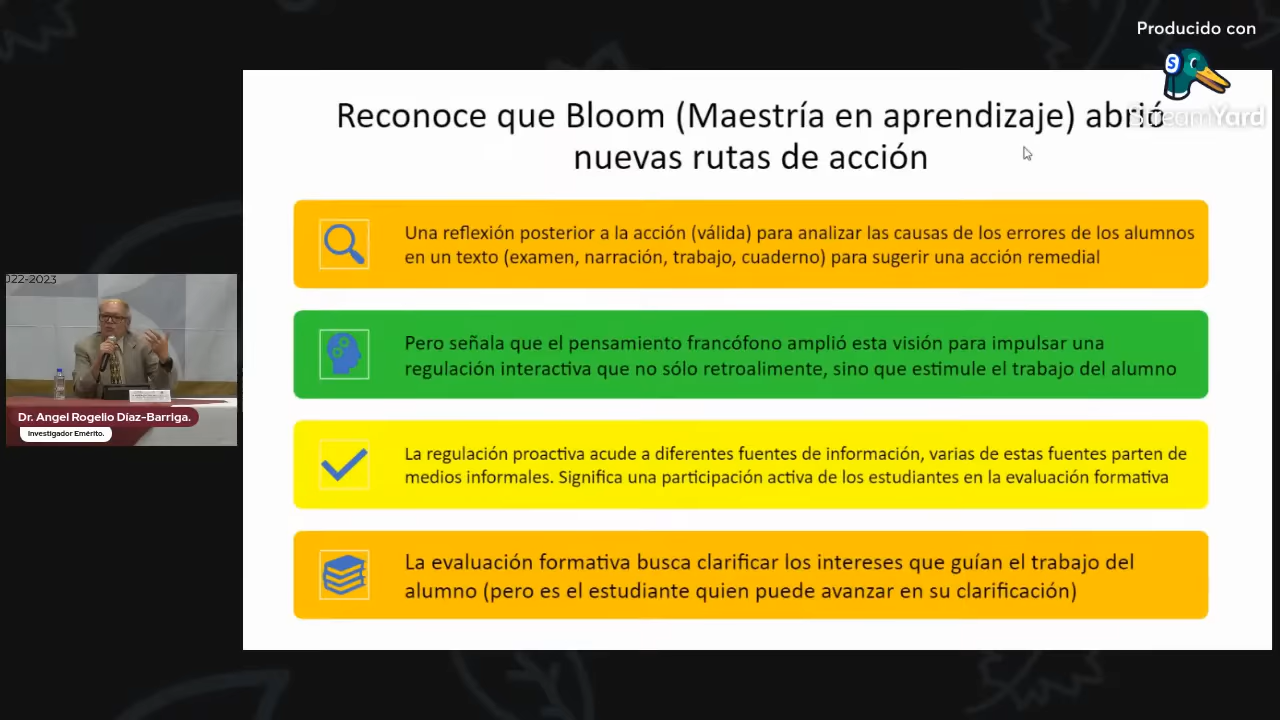 Producido con
StreamYard
Reconoce que Bloom (Maestría en aprendizaje) abrió
nuevas rutas de acción
Una reflexión posterior a la acción (válida) para analizar las causas de los errores de los alumnos
en un texto (examen, narración, trabajo, cuaderno) para sugerir una acción remedial
Pero señala que el pensamiento francófono amplió esta visión para impulsar una
regulación interactiva que no sólo retroalimente, sino que estimule el trabajo del alumno
La regulación proactiva acude a diferentes fuentes de información, varias de estas fuentes parten de
medios informales. Significa una participación activa de los estudiantes en la evaluación formativa
La evaluación formativa busca clarificar los intereses que guían el trabajo del
alumno (pero es el estudiante quien puede avanzar en su clarificación)
022-2023
Dr. Angel Rogelio Díaz-Barriga.
Investigador Emérito.